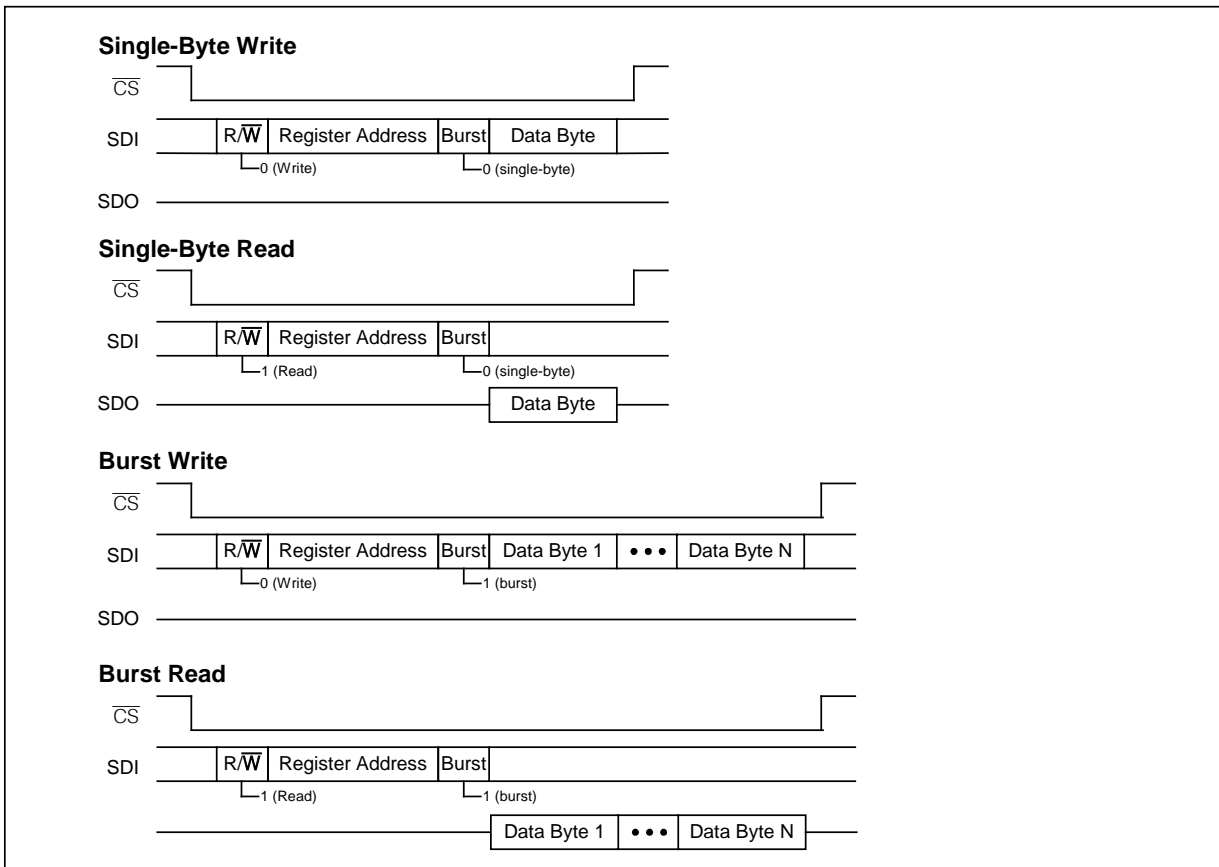 Single-Byte Write
CS
SDI R/W Register Address Burst Data Byte
0 (Write) 0 (single-byte)
SDO
Single-Byte Read
CS
SDI R/W Register Address Burst
1 (Read) 0 (single-byte)
SDO Data Byte
Burst Write
CS
SDI R/W Register Address Burst Data Byte 1 ••• Data Byte N
0 (Write) 1 (burst)
SDO
Burst Read
CS
SDI R/W Register Address Burst
1 (Read) 1 (burst)
Data Byte 1 ••• Data Byte N